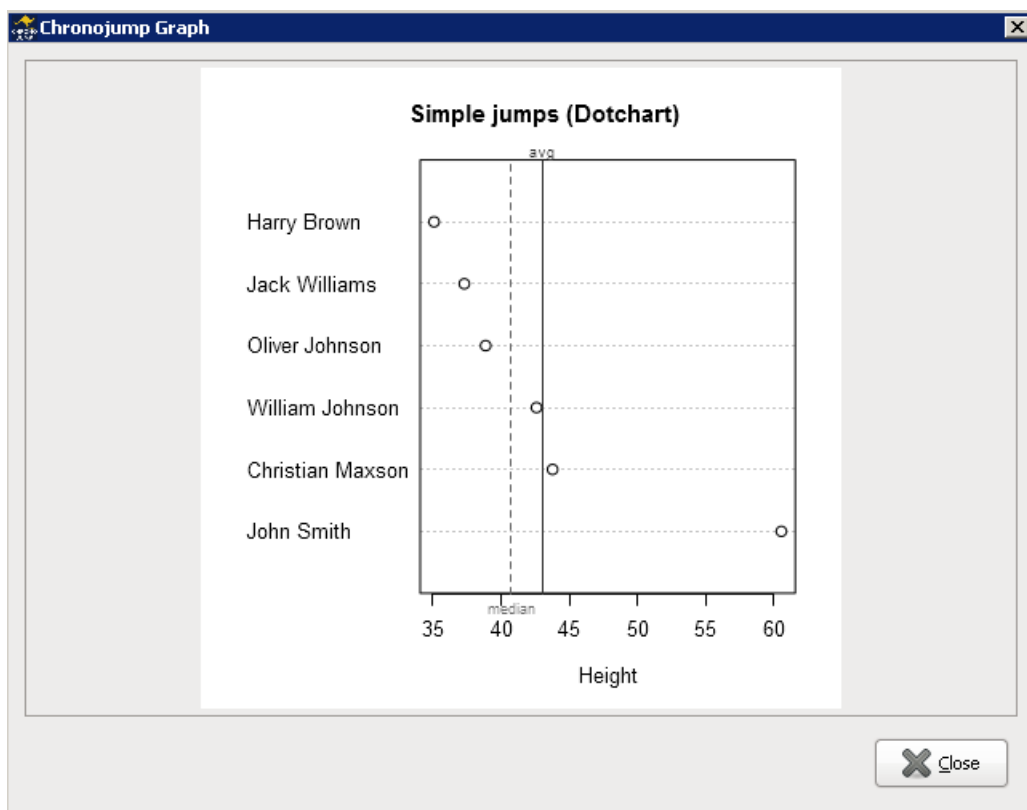 Chronojump Graph
Simple jumps (Dotchart)
avg
Harry Brown
Jack Williams
Oliver Johnson
William Johnson
Christian Maxson
John Smith
median
35 40 45 50 55 60
Height
Close